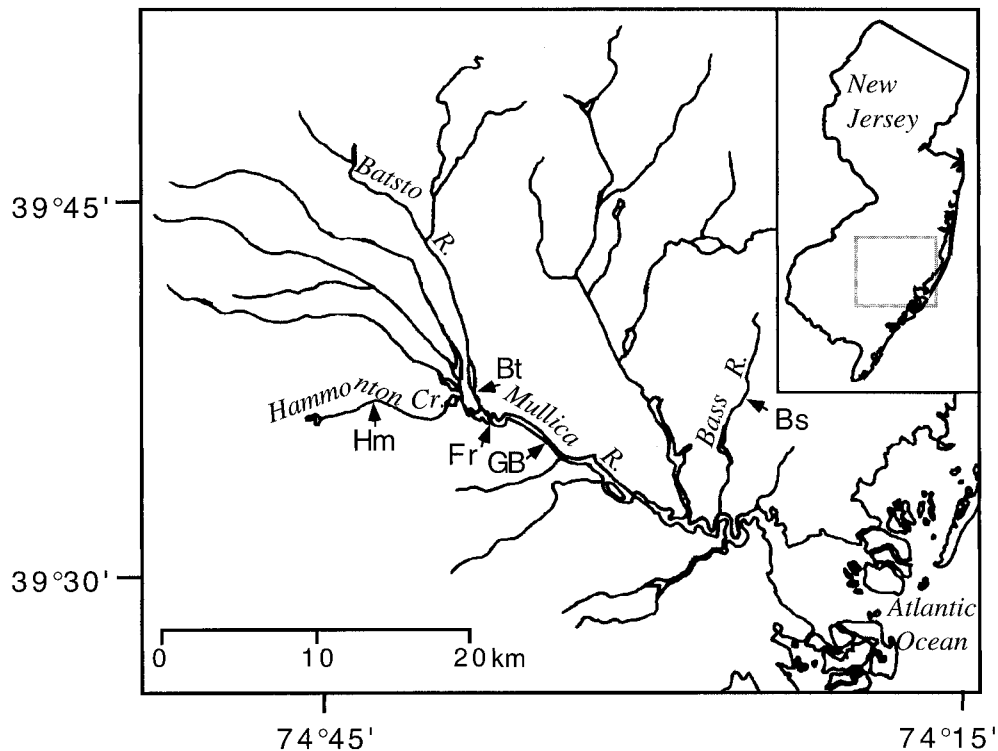 New
Jersey
Batsto
R.
39°45'
Bt
Hammonton Cr.
Mullica
R.
Bass R.
Hm
Fr
GB
Bs
39°30'
Atlantic
Ocean
0 10 20 km
74°45' 74°15'